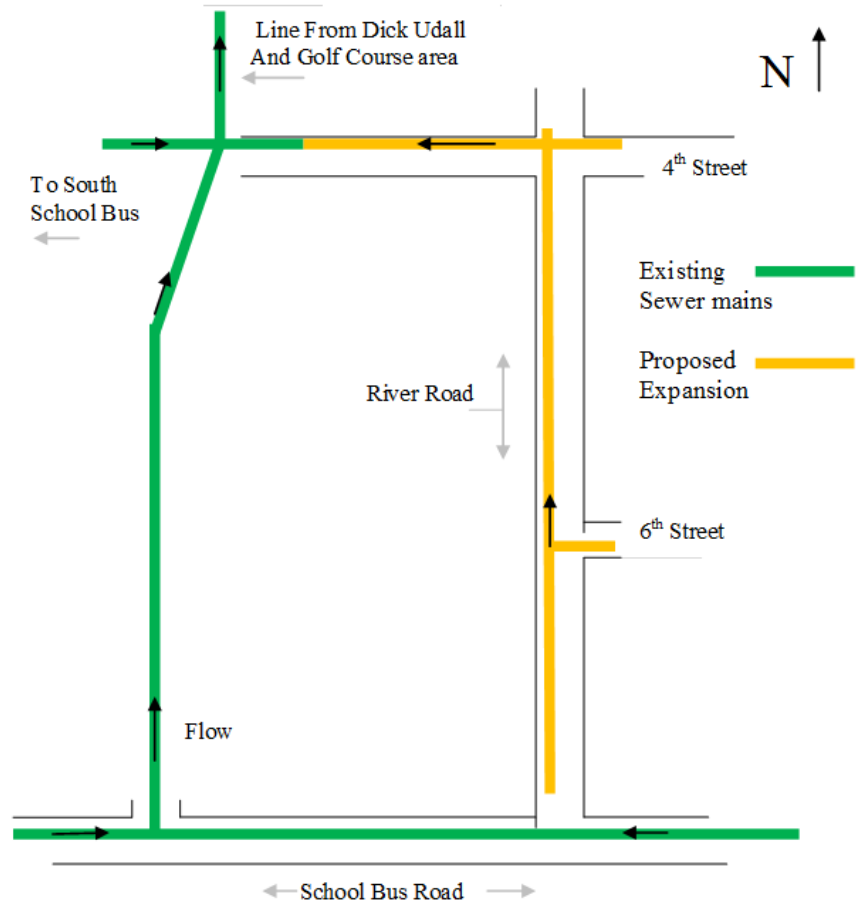 Line From Dick Udall
And Golf Course area
N
4th Street
To South
School Bus
Existing
Sewer mains
Proposed
Expansion
River Road
6th Street
Flow
School Bus Road